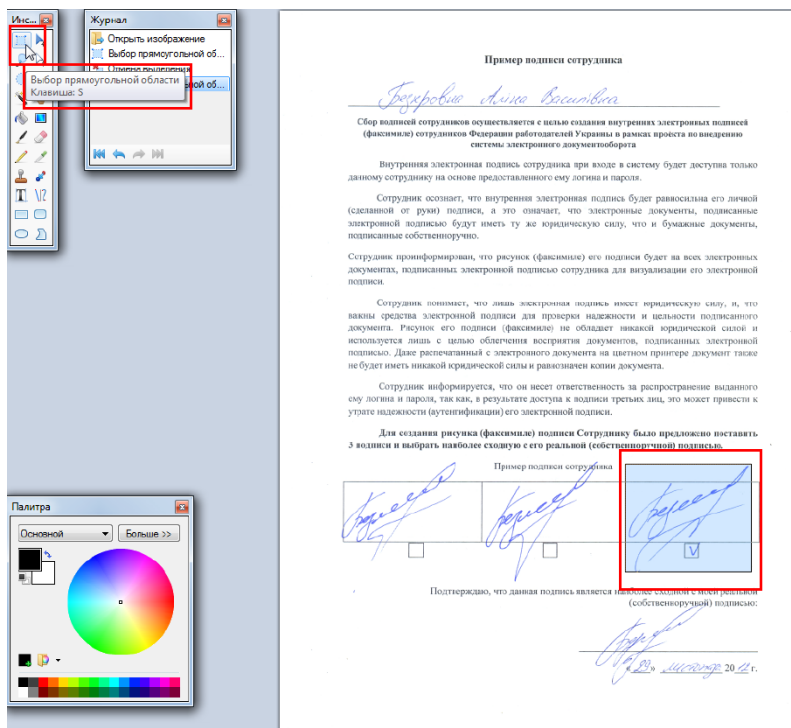 Инс...
Журнал
Открыть изображение
Выбор прямоугольной об...
Отмена выделения
ной об...
Выбор прямоугольной области
Клавиша: S
Палитра
Основной
Больше >>
Пример подписи сотрудника
Безкровна Аліна Василівна
Сбор подписей сотрудников осуществляется с целью создания внутренних электронных подписей
(факсимиле) сотрудников Федерации работодателей Украины в рамках проекта по внедрению
системы электронного документооборота
Внутренняя электронная подпись сотрудника при входе в систему будет доступна только
данному сотруднику на основе предоставленного ему логина и пароля.
Сотрудник осознает, что внутренняя электронная подпись будет равносильна его личной
(сделанной от руки) подписи, а это означает, что электронные документы, подписанные
электронной подписью будут иметь ту же юридическую силу, что и бумажные документы,
подписанные собственноручно.
Сотрудник проинформирован, что рисунок (факсимиле) его подписи будет на всех электронных
документах, подписанных электронной подписью сотрудника для визуализации его электронной
подписи.
Сотрудник понимает, что лишь электронная подпись имеет юридическую силу, и, что
важны средства электронной подписи для проверки надежности и цельности подписанного
документа. Рисунок его подписи (факсимиле) не обладает никакой юридической силой и
используется лишь с целью облегчения восприятия документов, подписанных электронной
подписью. Даже распечатанный с электронного документа на цветном принтере документ также
не будет иметь никакой юридической силы и равнозначен копии документа.
Сотрудник информируется, что он несет ответственность за распространение выданного
ему логина и пароля, так как, в результате доступа к подписи третьих лиц, это может привести к
утрате надежности (аутентификации) его электронной подписи.
Для создания рисунка (факсимиле) подписи Сотруднику было предложено поставить
3 подписи и выбрать наиболее сходную с его реальной (собственноручной) подписью.
Пример подписи сотрудника
Подтверждаю, что данная подпись является наиболее сходной с моей реальной
(собственноручной) подписью:
«29» листопада 2012 г.